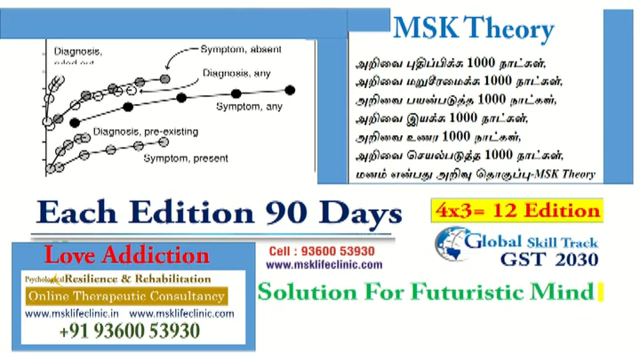 MSK Theory
Diagnosis,
ruled out
Symptom, absent
Diagnosis, any
Symptom, any
Diagnosis, pre-existing
Symptom, present
அறிவை புதிப்பிக்க 1000 நாட்கள்,
அறிவை மறுசீரமைக்க 1000 நாட்கள்,
அறிவை பயன்படுத்த 1000 நாட்கள்,
அறிவை இயக்க 1000 நாட்கள்,
அறிவை உணர 1000 நாட்கள்,
அறிவை செயல்படுத்த 1000 நாட்கள்,
மனம் என்பது அறிவு தொகுப்பு-MSK Theory
Each Edition 90 Days
4x3= 12 Edition
Love Addiction
Cell : 93600 53930
www.msklifeclinic.com
Global Skill Track
GST 2030
Resilience & Rehabilitation
Online Therapeutic Consultancy
www.msklifeclinic.in www.msklifeclinic.com
+91 93600 53930
Solution For Futuristic Mind